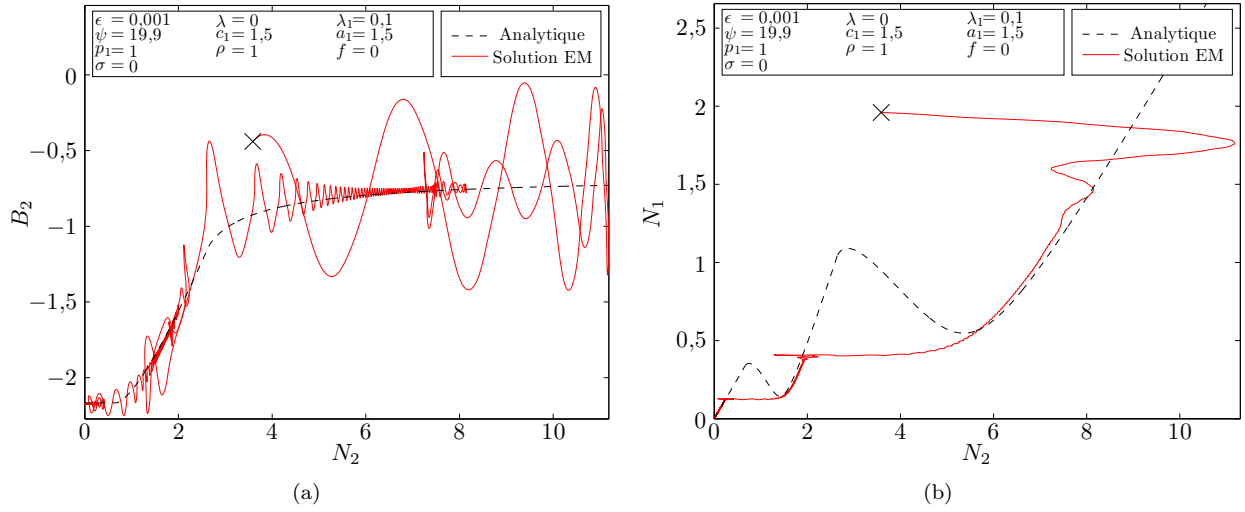 ϵ = 0,001 λ = 0 λ₁= 0,1
ψ = 19,9 c₁= 1,5 a₁= 1,5
p₁= 1 ρ = 1 f = 0
σ = 0
Analytique
Solution EM
0
−0,5
−1
−1,5
−2
B₂
0 2 4 6 8 10
N₂
(a)
ϵ = 0,001 λ = 0 λ₁= 0,1
ψ = 19,9 c₁= 1,5 a₁= 1,5
p₁= 1 ρ = 1 f = 0
σ = 0
Analytique
Solution EM
2,5
2
1,5
1
0,5
0
N₁
0 2 4 6 8 10
N₂
(b)